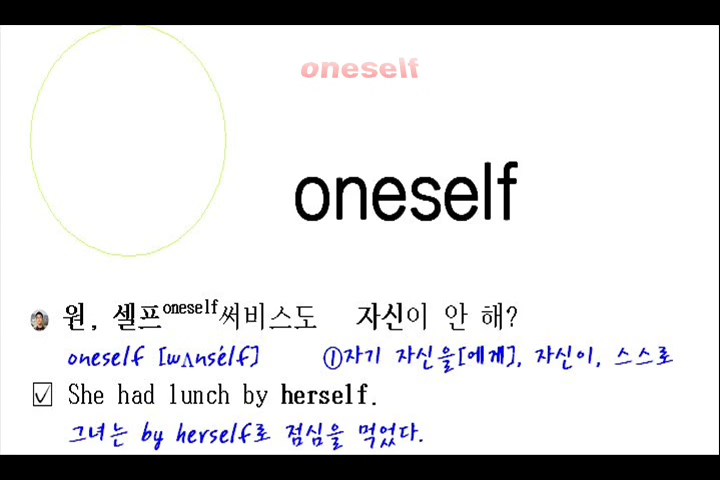 oneself
oneself
원, 셀프oneself써비스도 자신이 안 해?
oneself [wʌnsélf] ①자기 자신을[에게], 자신이, 스스로
☑ She had lunch by herself.
그녀는 by herself로 점심을 먹었다.